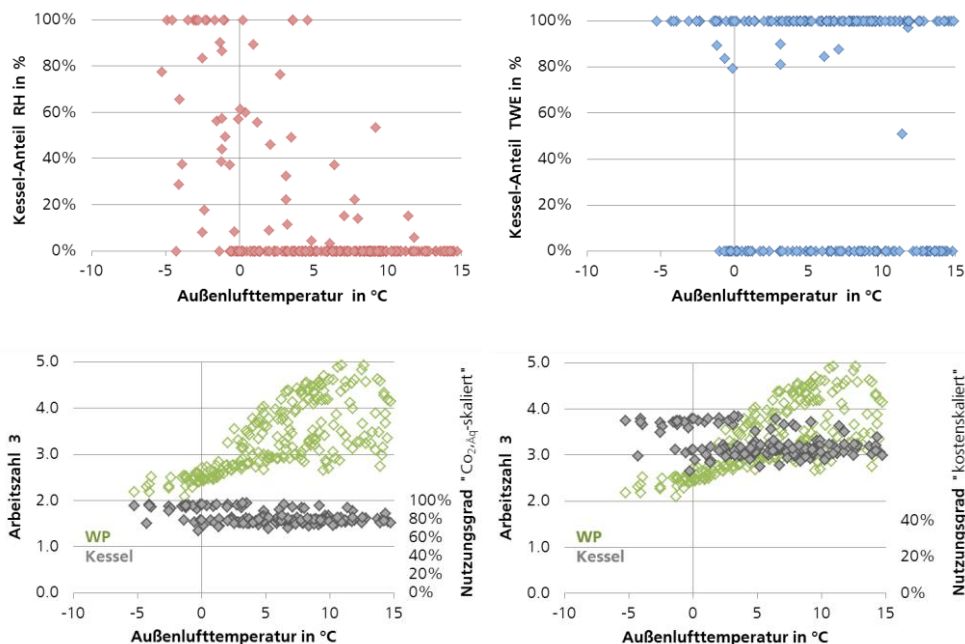 Kessel-Anteil RH in %
100%
80%
60%
40%
20%
0%
-10 -5 0 5 10 15
Außenlufttemperatur in °C
Kessel-Anteil TWE in %
100%
80%
60%
40%
20%
0%
-10 -5 0 5 10 15
Außenlufttemperatur in °C
Arbeitszahl 3
5.0
4.0
3.0
2.0
1.0
0.0
WP
Kessel
100%
80%
60%
40%
20%
0%
Nutzungsgrad "Co2,Äq-skaliert"
-10 -5 0 5 10 15
Außenlufttemperatur in °C
Arbeitszahl 3
5.0
4.0
3.0
2.0
1.0
0.0
WP
Kessel
40%
20%
0%
Nutzungsgrad "kostenskaliert"
-10 -5 0 5 10 15
Außenlufttemperatur in °C